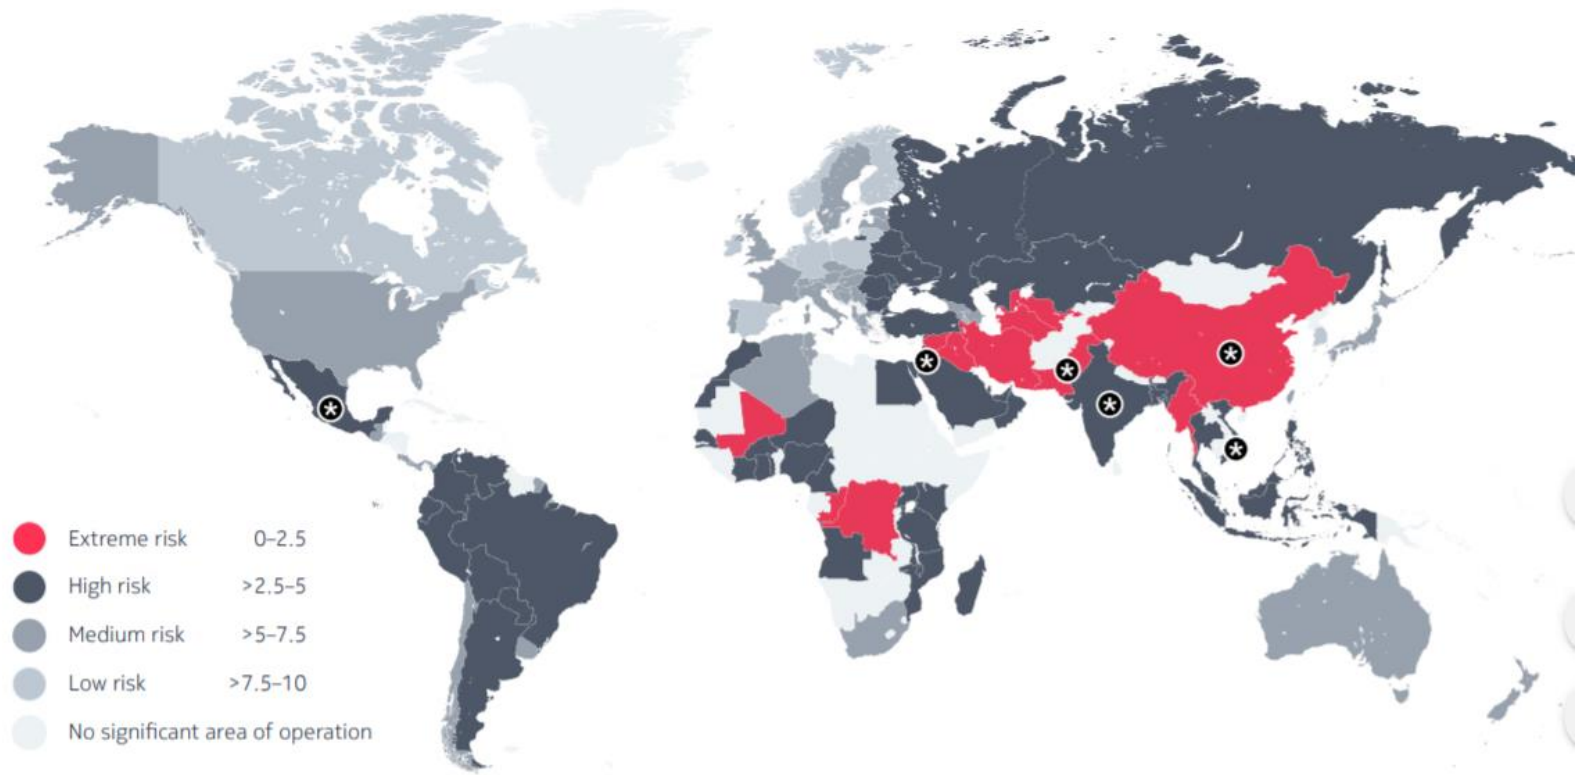 Extreme risk 0–2.5
High risk >2.5–5
Medium risk >5–7.5
Low risk >7.5–10
No significant area of operation